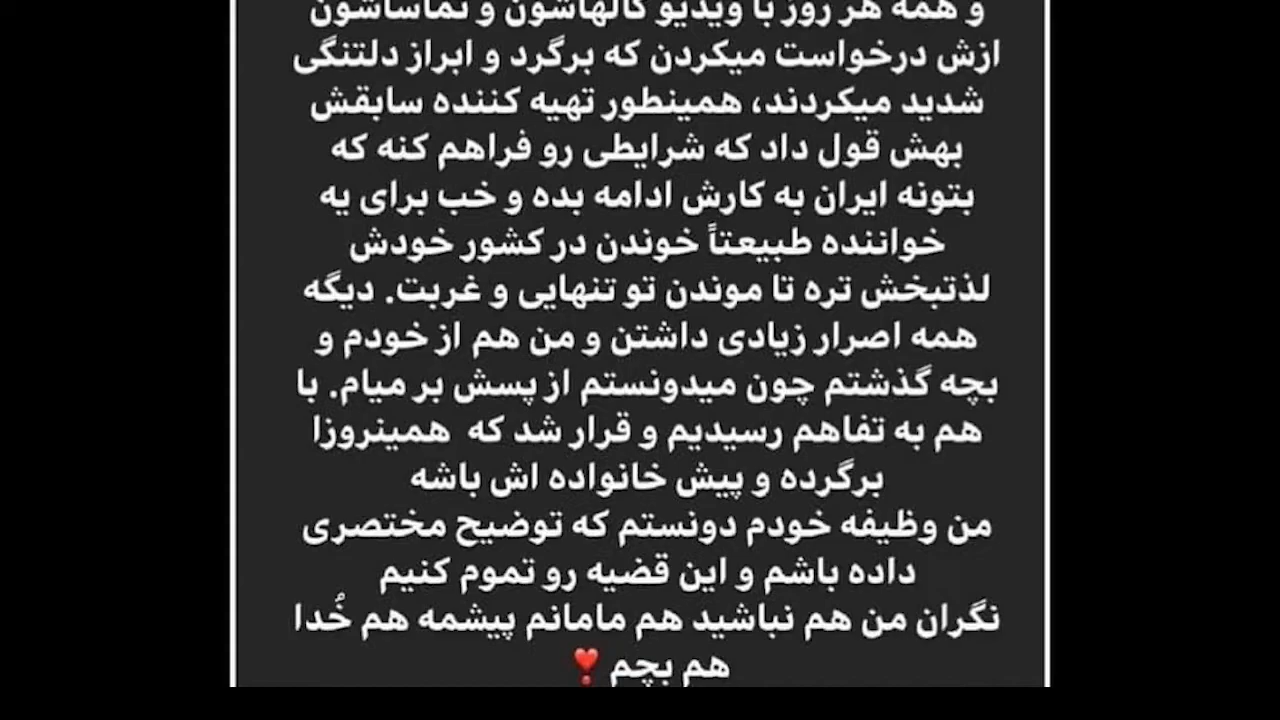 و همه هر روز با ویدیو کالهاشون و تماساشون
ازش درخواست میکردن که برگرد و ابراز دلتنگی
شدید میکردند، همینطور تهیه کننده سابقش
بهش قول داد که شرایطی رو فراهم کنه که
بتونه ایران به کارش ادامه بده و خب برای یه
خواننده طبیعتاً خوندن در کشور خودش
لذتبخش تره تا موندن تو تنهایی و غربت. دیگه
همه اصرار زیادی داشتن و من هم از خودم و
بچه گذشتم چون میدونستم از پسش بر میام. با
هم به تفاهم رسیدیم و قرار شد که همینروزا
برگرده و پیش خانواده اش باشه
من وظیفه خودم دونستم که توضیح مختصری
داده باشم و این قضیه رو تموم کنیم
نگران من هم نباشید هم مامانم پیشمه هم خُدا
هم بچم ❣️